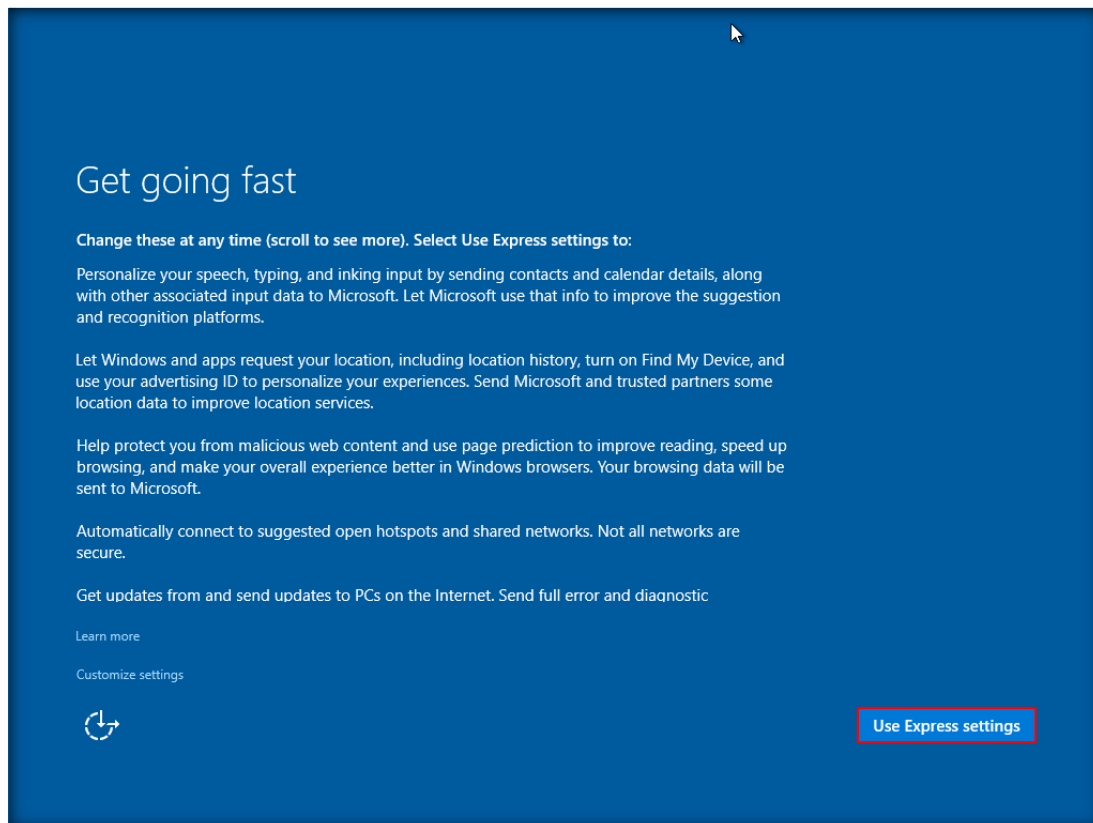 Get going fast
Change these at any time (scroll to see more). Select Use Express settings to:
Personalize your speech, typing, and inking input by sending contacts and calendar details, along
with other associated input data to Microsoft. Let Microsoft use that info to improve the suggestion
and recognition platforms.
Let Windows and apps request your location, including location history, turn on Find My Device, and
use your advertising ID to personalize your experiences. Send Microsoft and trusted partners some
location data to improve location services.
Help protect you from malicious web content and use page prediction to improve reading, speed up
browsing, and make your overall experience better in Windows browsers. Your browsing data will be
sent to Microsoft.
Automatically connect to suggested open hotspots and shared networks. Not all networks are
secure.
Get updates from and send updates to PCs on the Internet. Send full error and diagnostic
Learn more
Customize settings
Use Express settings